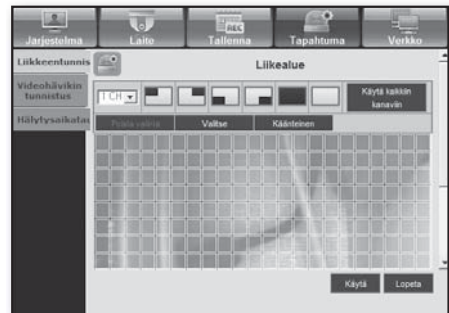 Järjestelmä Laite Tallenna Tapahtuma Verkko
Liikkeentunnis
Liikealue
Videohävikin
tunnistus
1 CH
Käytä kaikkiin
kanaviin
Hälytysaikatau
Poista valinta Valitse Käänteinen
Käytä Lopeta